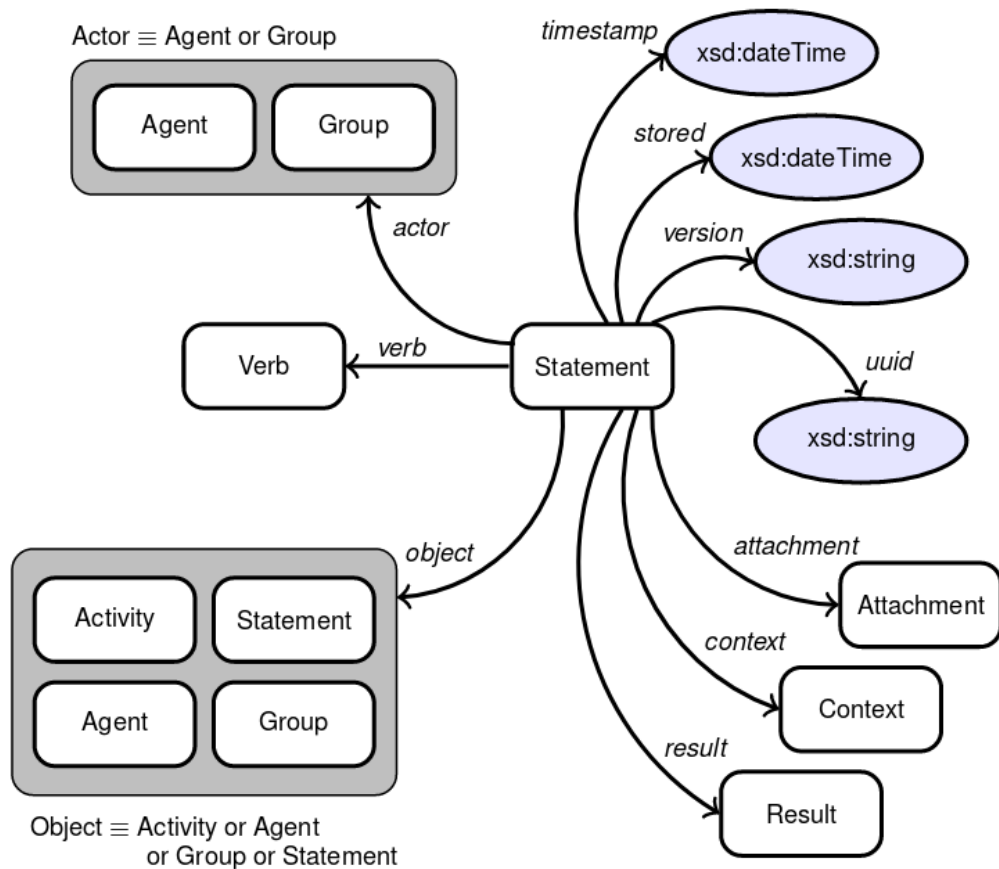 Actor ≡ Agent or Group
Agent
Group
timestamp
xsd:dateTime
stored
xsd:dateTime
actor
version
xsd:string
Verb
verb
Statement
uuid
xsd:string
object
attachment
Attachment
Activity
Statement
Agent
Group
context
Context
result
Result
Object ≡ Activity or Agent
or Group or Statement